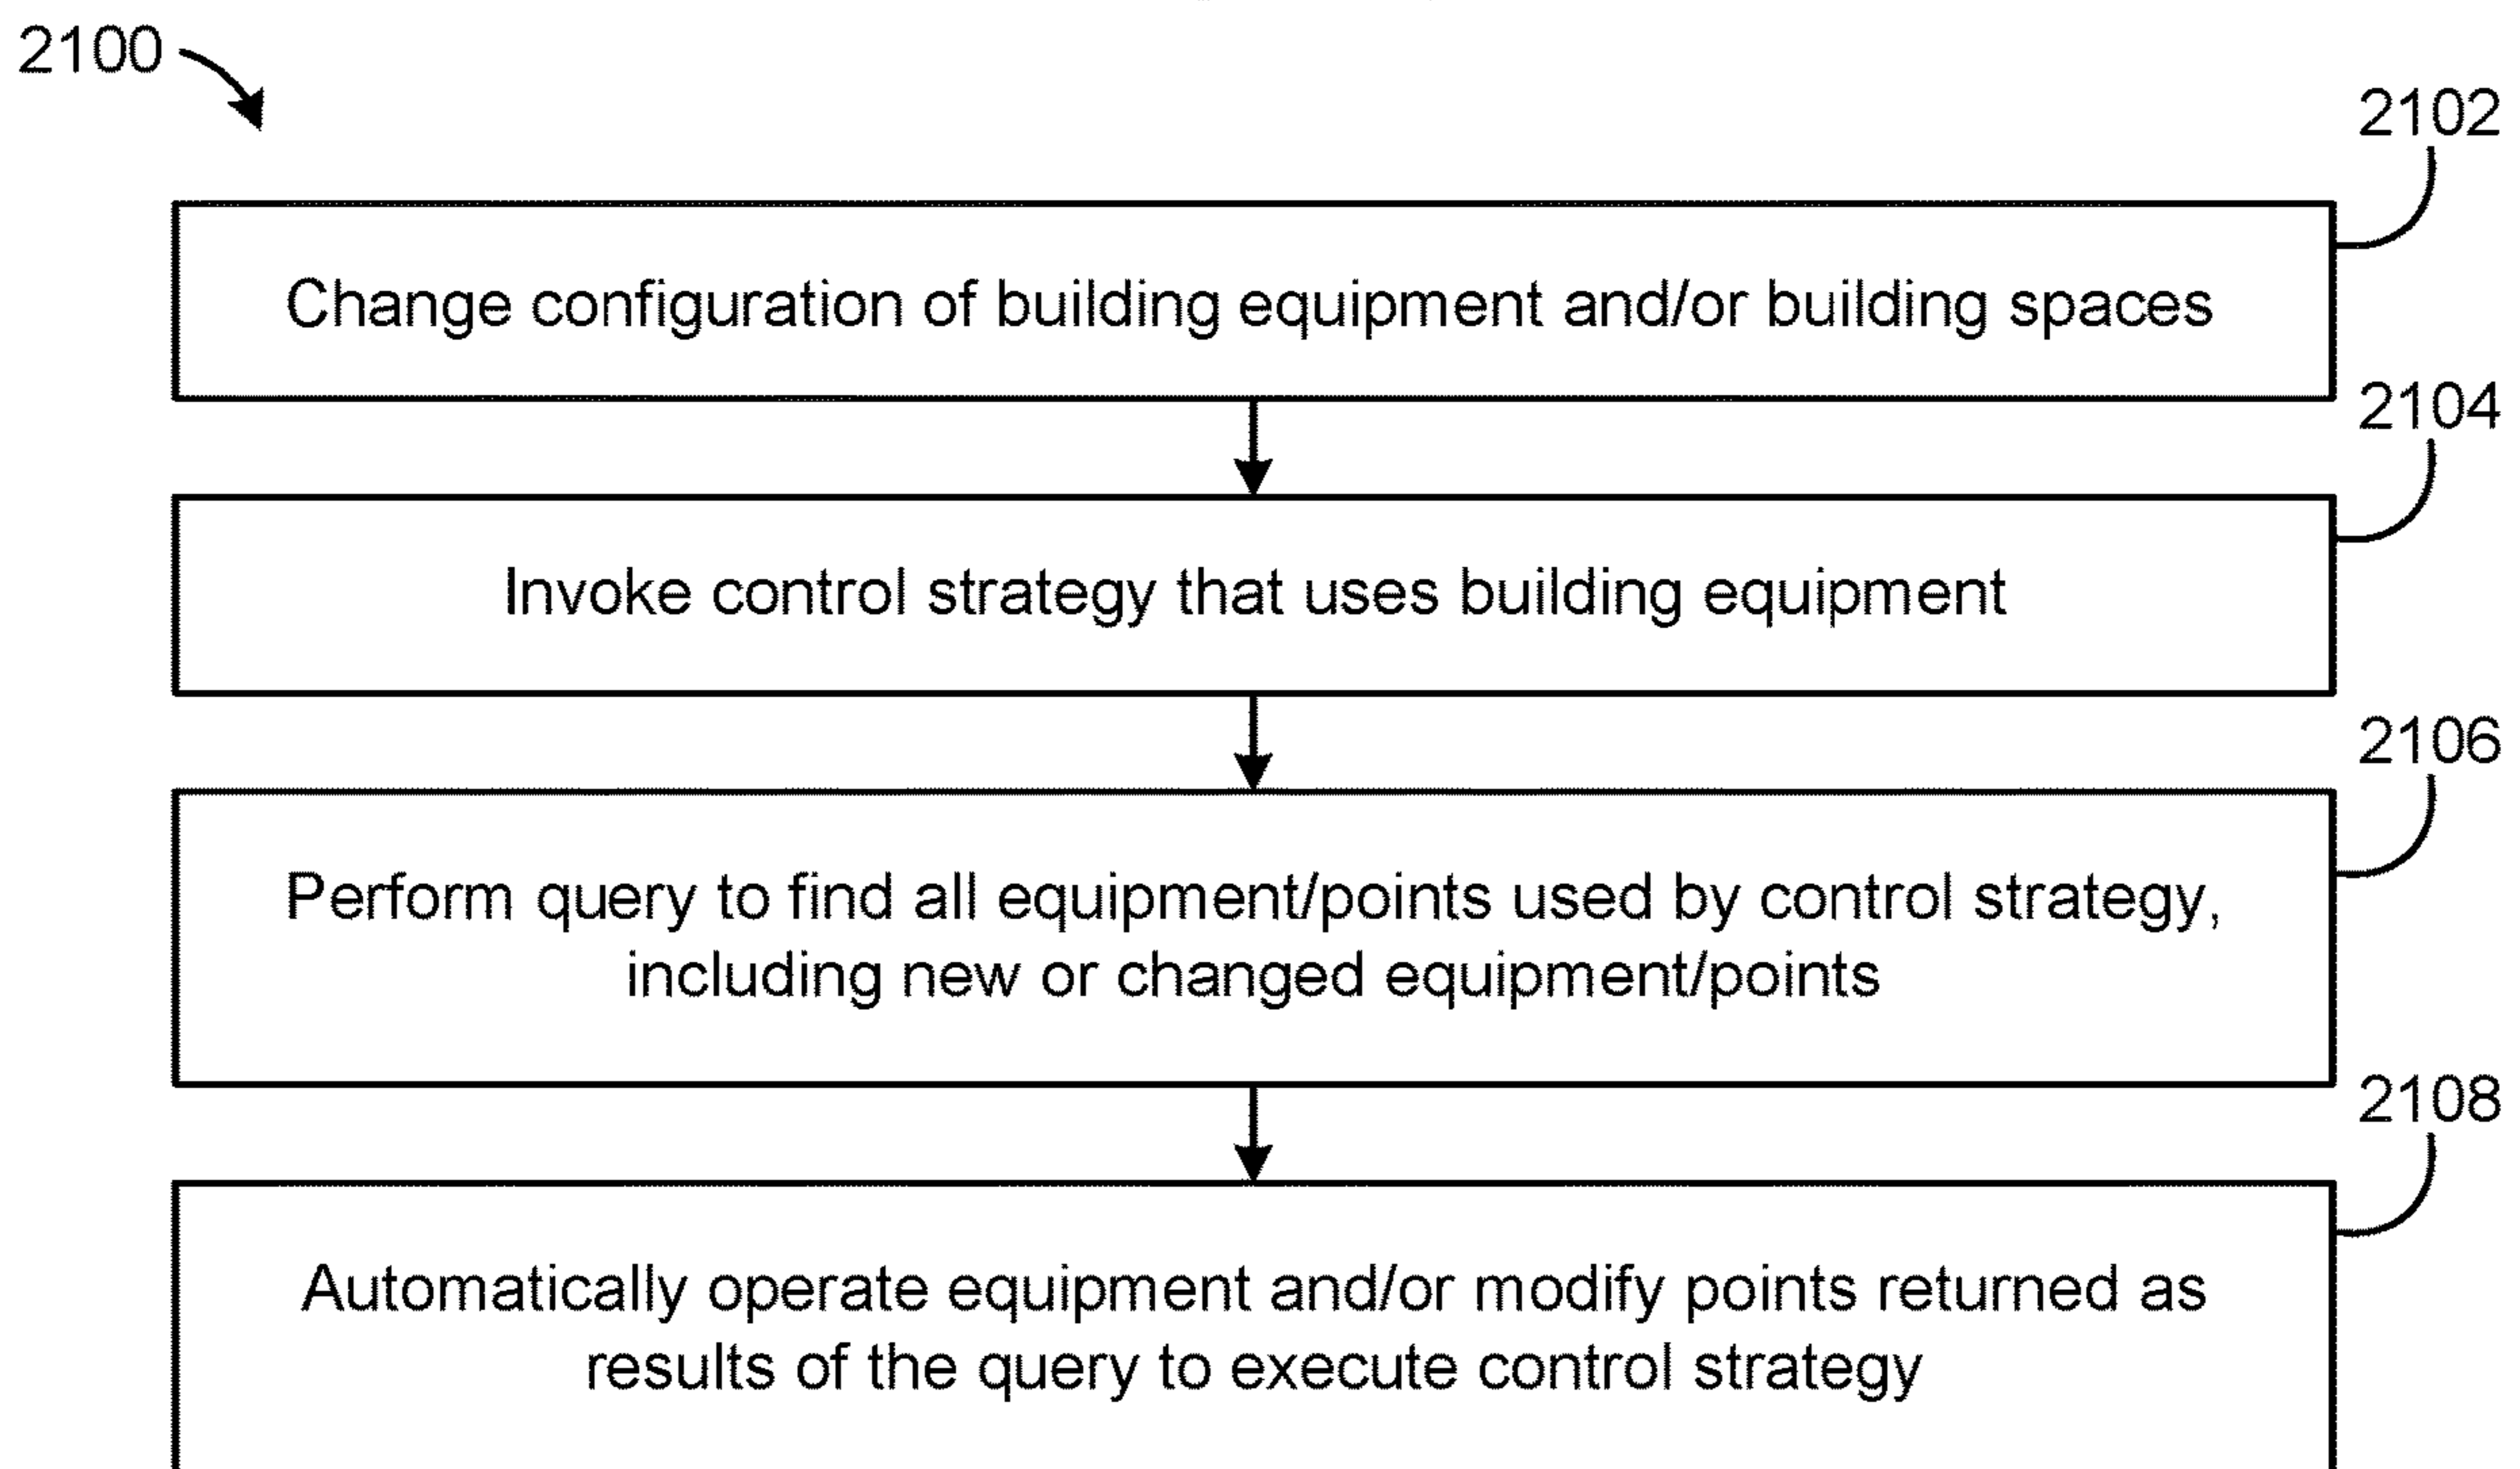 2100
2102
Change configuration of building equipment and/or building spaces
2104
Invoke control strategy that uses building equipment
2106
Perform query to find all equipment/points used by control strategy,
including new or changed equipment/points
2108
Automatically operate equipment and/or modify points returned as
results of the query to execute control strategy